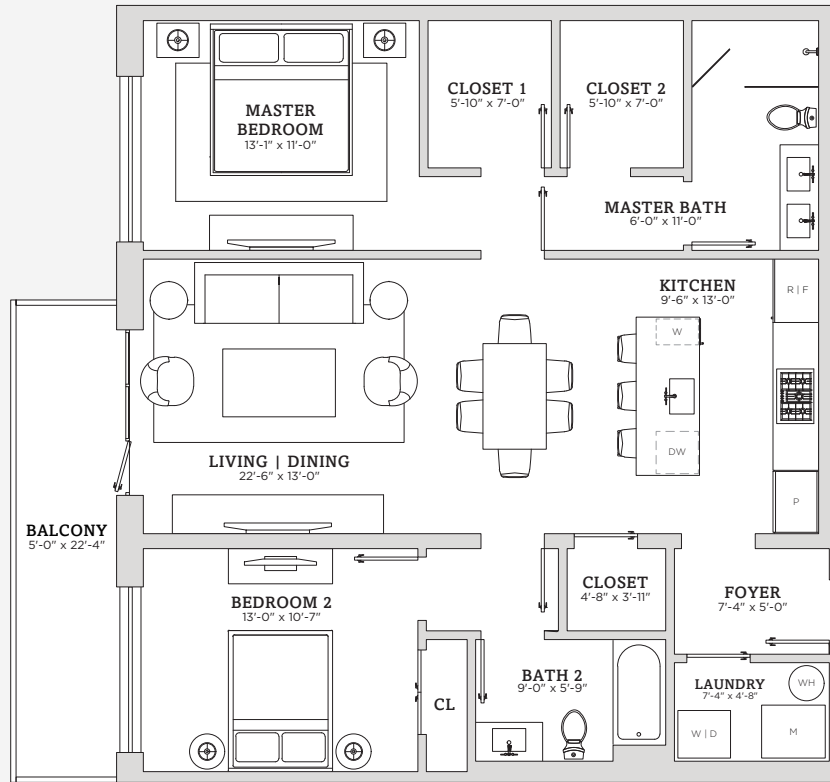 CLOSET 1
5'-10" x 7'-0"
CLOSET 2
5'-10" x 7'-0"
MASTER
BEDROOM
13'-1" x 11'-0"
MASTER BATH
6'-0" x 11'-0"
KITCHEN
9'-6" x 13'-0"
R | F
W
DW
P
LIVING | DINING
22'-6" x 13'-0"
BALCONY
5'-0" x 22'-4"
BEDROOM 2
13'-0" x 10'-7"
CLOSET
4'-8" x 3'-11"
FOYER
7'-4" x 5'-0"
BATH 2
9'-0" x 5'-9"
CL
LAUNDRY
7'-4" x 4'-8"
WH
W | D
M